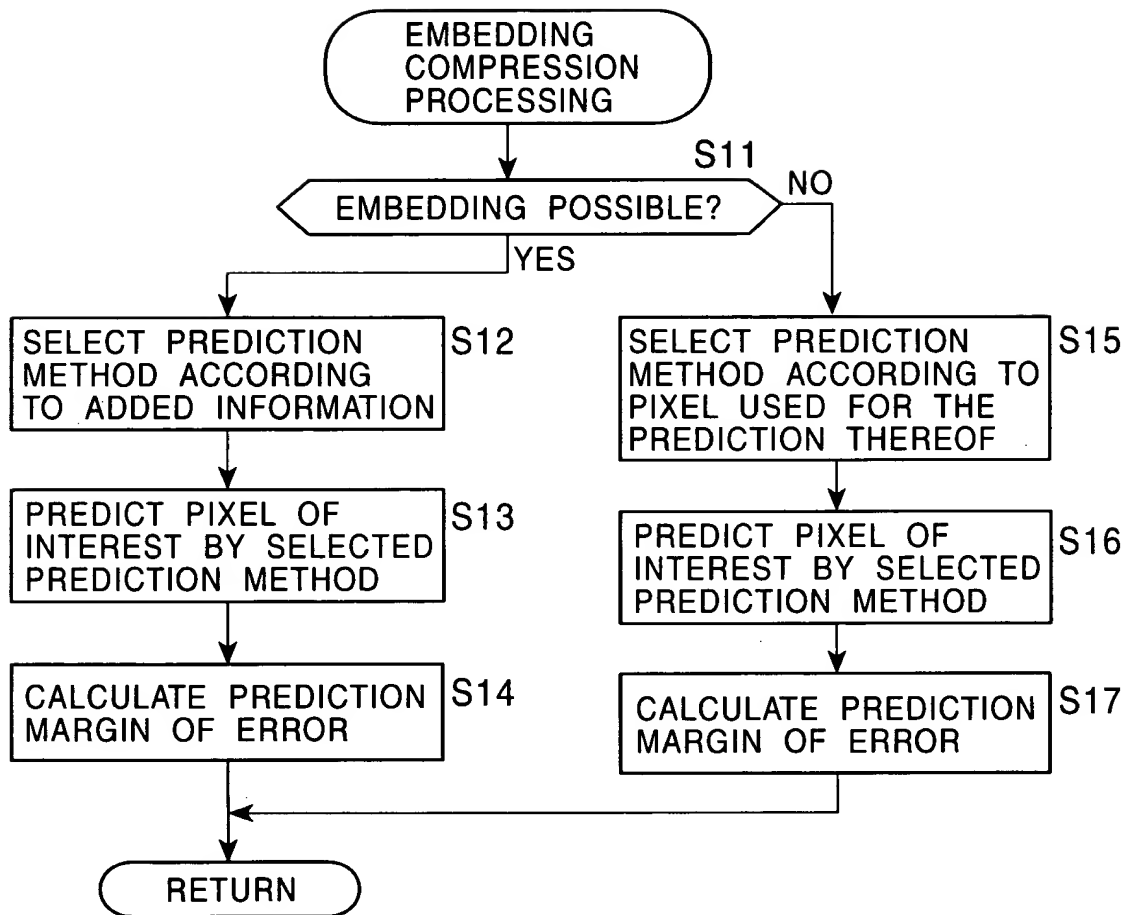 EMBEDDING
COMPRESSION
PROCESSING
S11
EMBEDDING POSSIBLE?
NO
YES
SELECT PREDICTION
METHOD ACCORDING
TO ADDED INFORMATION
S12
SELECT PREDICTION
METHOD ACCORDING TO
PIXEL USED FOR THE
PREDICTION THEREOF
S15
PREDICT PIXEL OF
INTEREST BY SELECTED
PREDICTION METHOD
S13
PREDICT PIXEL OF
INTEREST BY SELECTED
PREDICTION METHOD
S16
CALCULATE PREDICTION
MARGIN OF ERROR
S14
CALCULATE PREDICTION
MARGIN OF ERROR
S17
RETURN